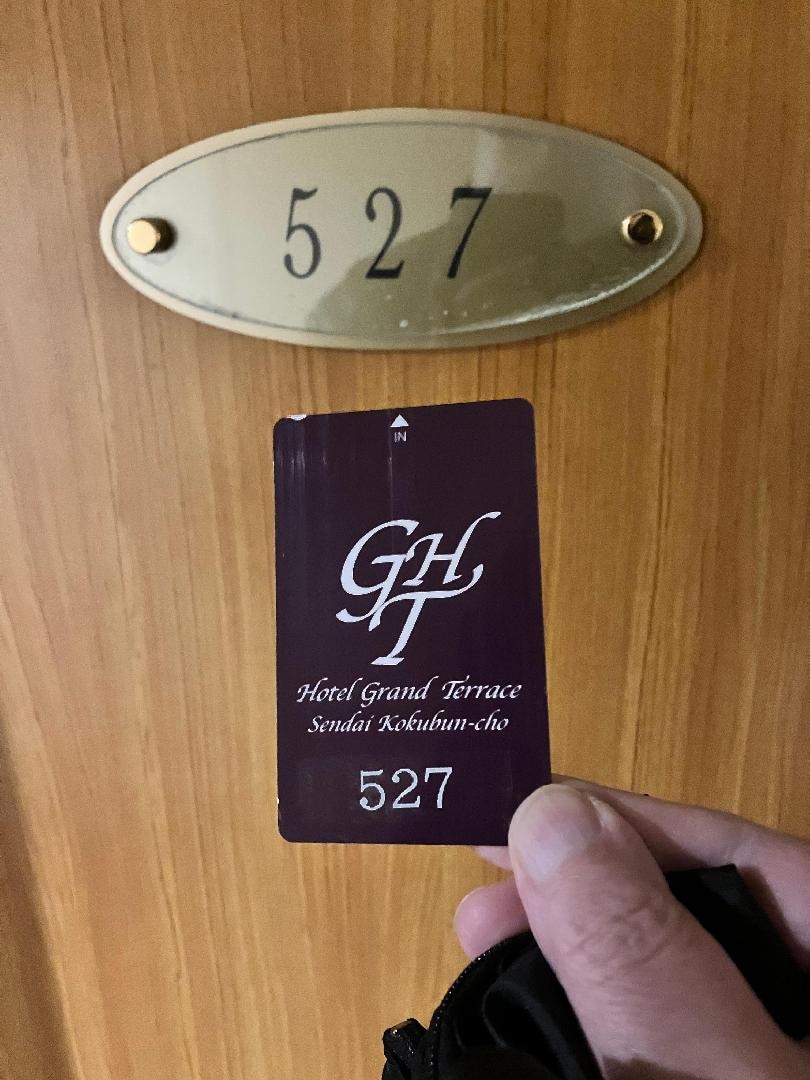 527
IN
GHT
Hotel Grand Terrace
Sendai Kokubun-cho
527